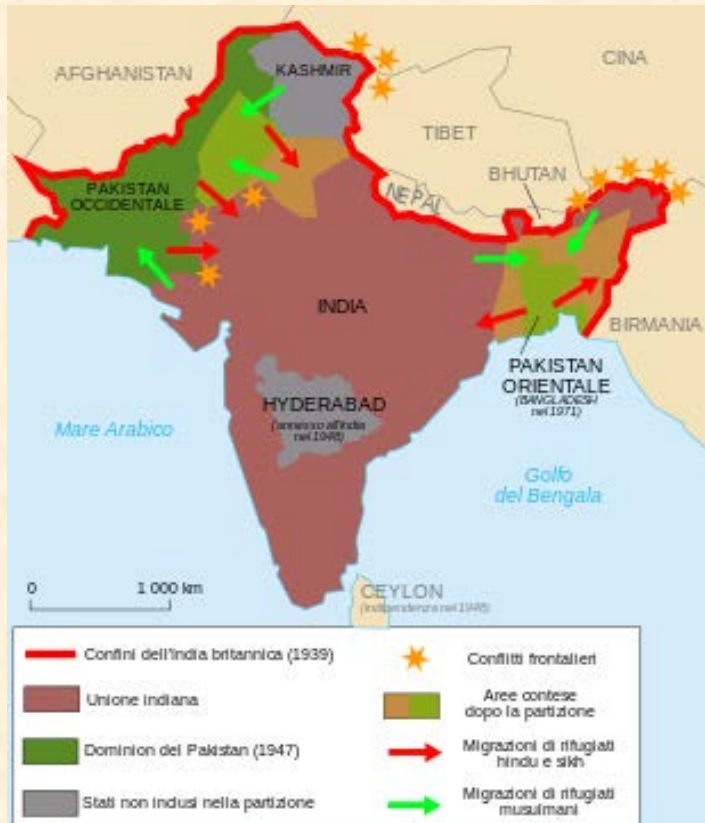 AFGHANISTAN
KASHMIR
CINA
TIBET
BHUTAN
NEPAL
PAKISTAN
OCCIDENTALE
INDIA
BIRMANIA
PAKISTAN
ORIENTALE
(BANGLADESH
nel 1971)
HYDERABAD
(annesso all'India
nel 1948)
Mare Arabico
Golfo
del Bengala
0 1 000 km
CEYLON
(indipendenza nel 1948)
Confini dell'India britannica (1939)
Unione indiana
Dominion del Pakistan (1947)
Stati non inclusi nella partizione
Conflitti frontalieri
Aree contese
dopo la partizione
Migrazioni di rifugiati
hindu e sikh
Migrazioni di rifugiati
musulmani